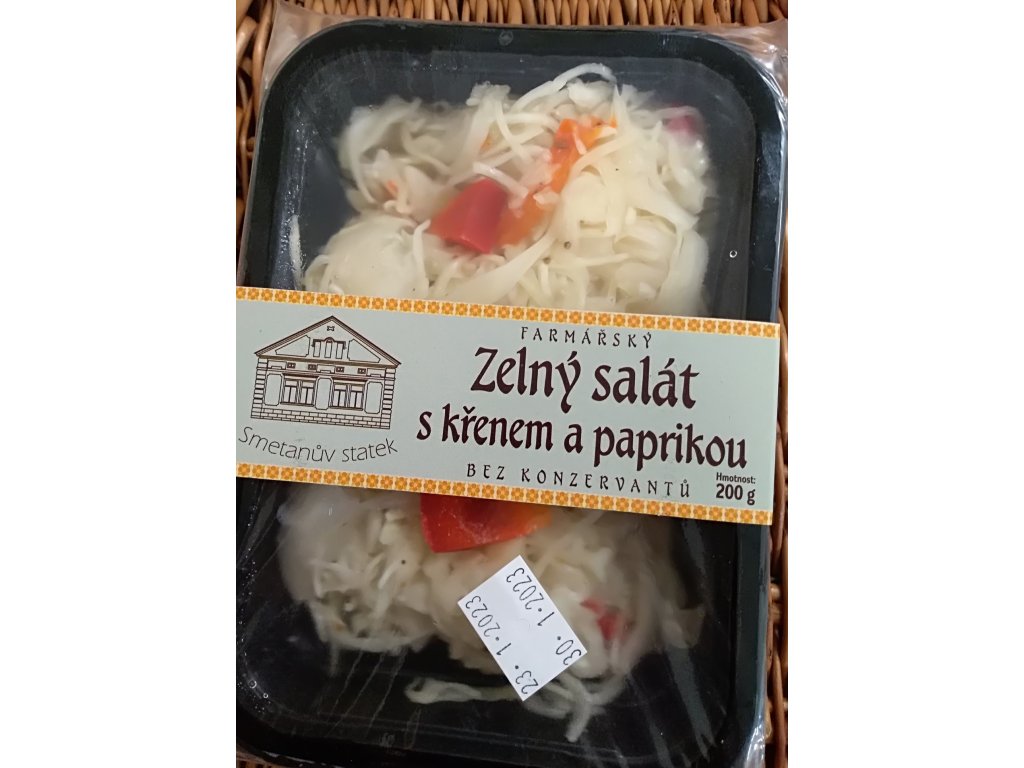 FARMÁŘSKÝ
Zelný salát
s křenem a paprikou
BEZ KONZERVANTŮ
Hmotnost:
200 g
Smetanův statek
23.1.2023
30.1.2023